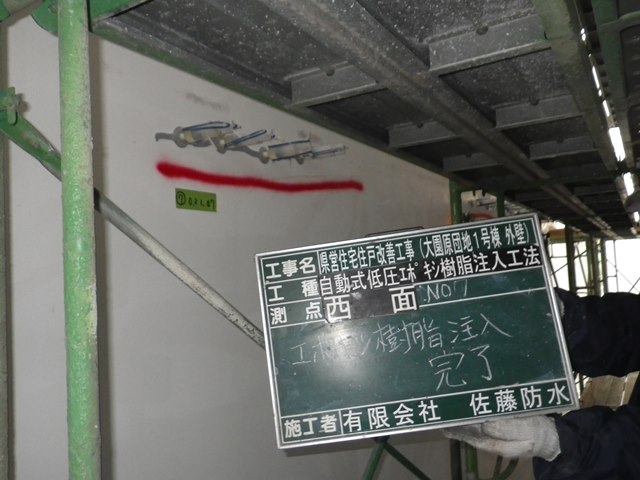 工事名 県営住宅住戸改善工事(大園原団地1号棟 外壁)
工種 自動式低圧エポキシ樹脂注入工法
測点 西面 NO7
エポキシ樹脂注入
完了
施工者 有限会社 佐藤防水